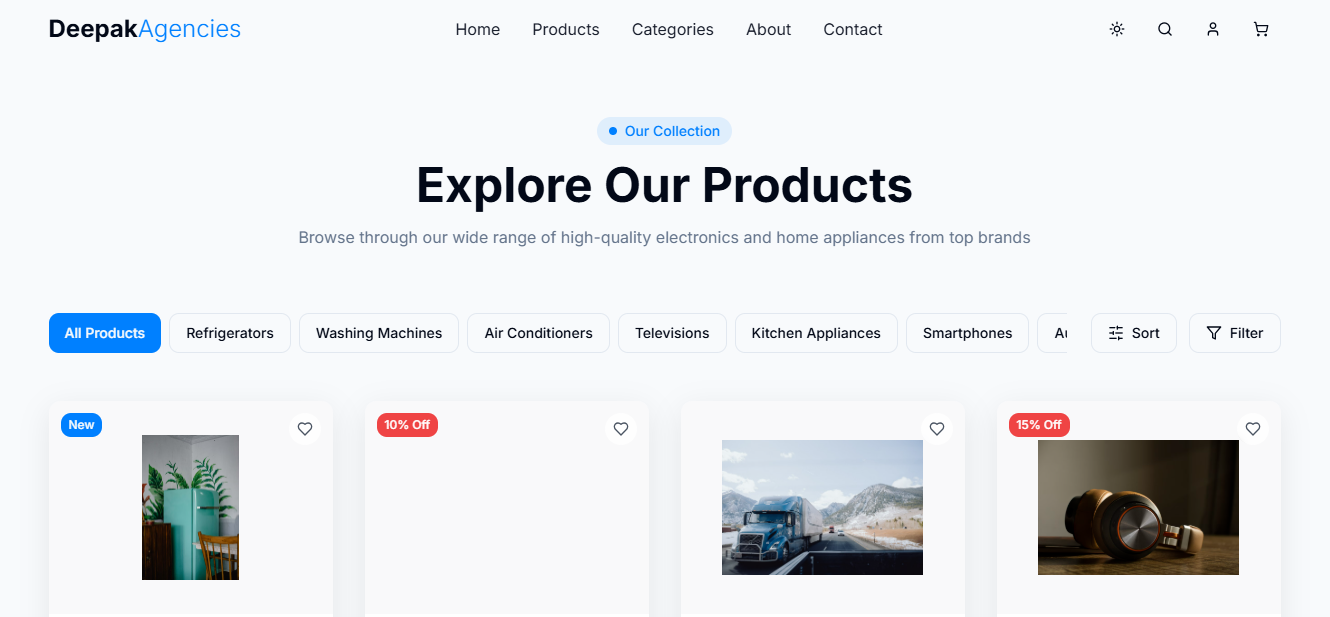 DeepakAgencies
Home Products Categories About Contact
Our Collection
Explore Our Products
Browse through our wide range of high-quality electronics and home appliances from top brands
All Products Refrigerators Washing Machines Air Conditioners Televisions Kitchen Appliances Smartphones Sort Filter
New 10% Off 15% Off